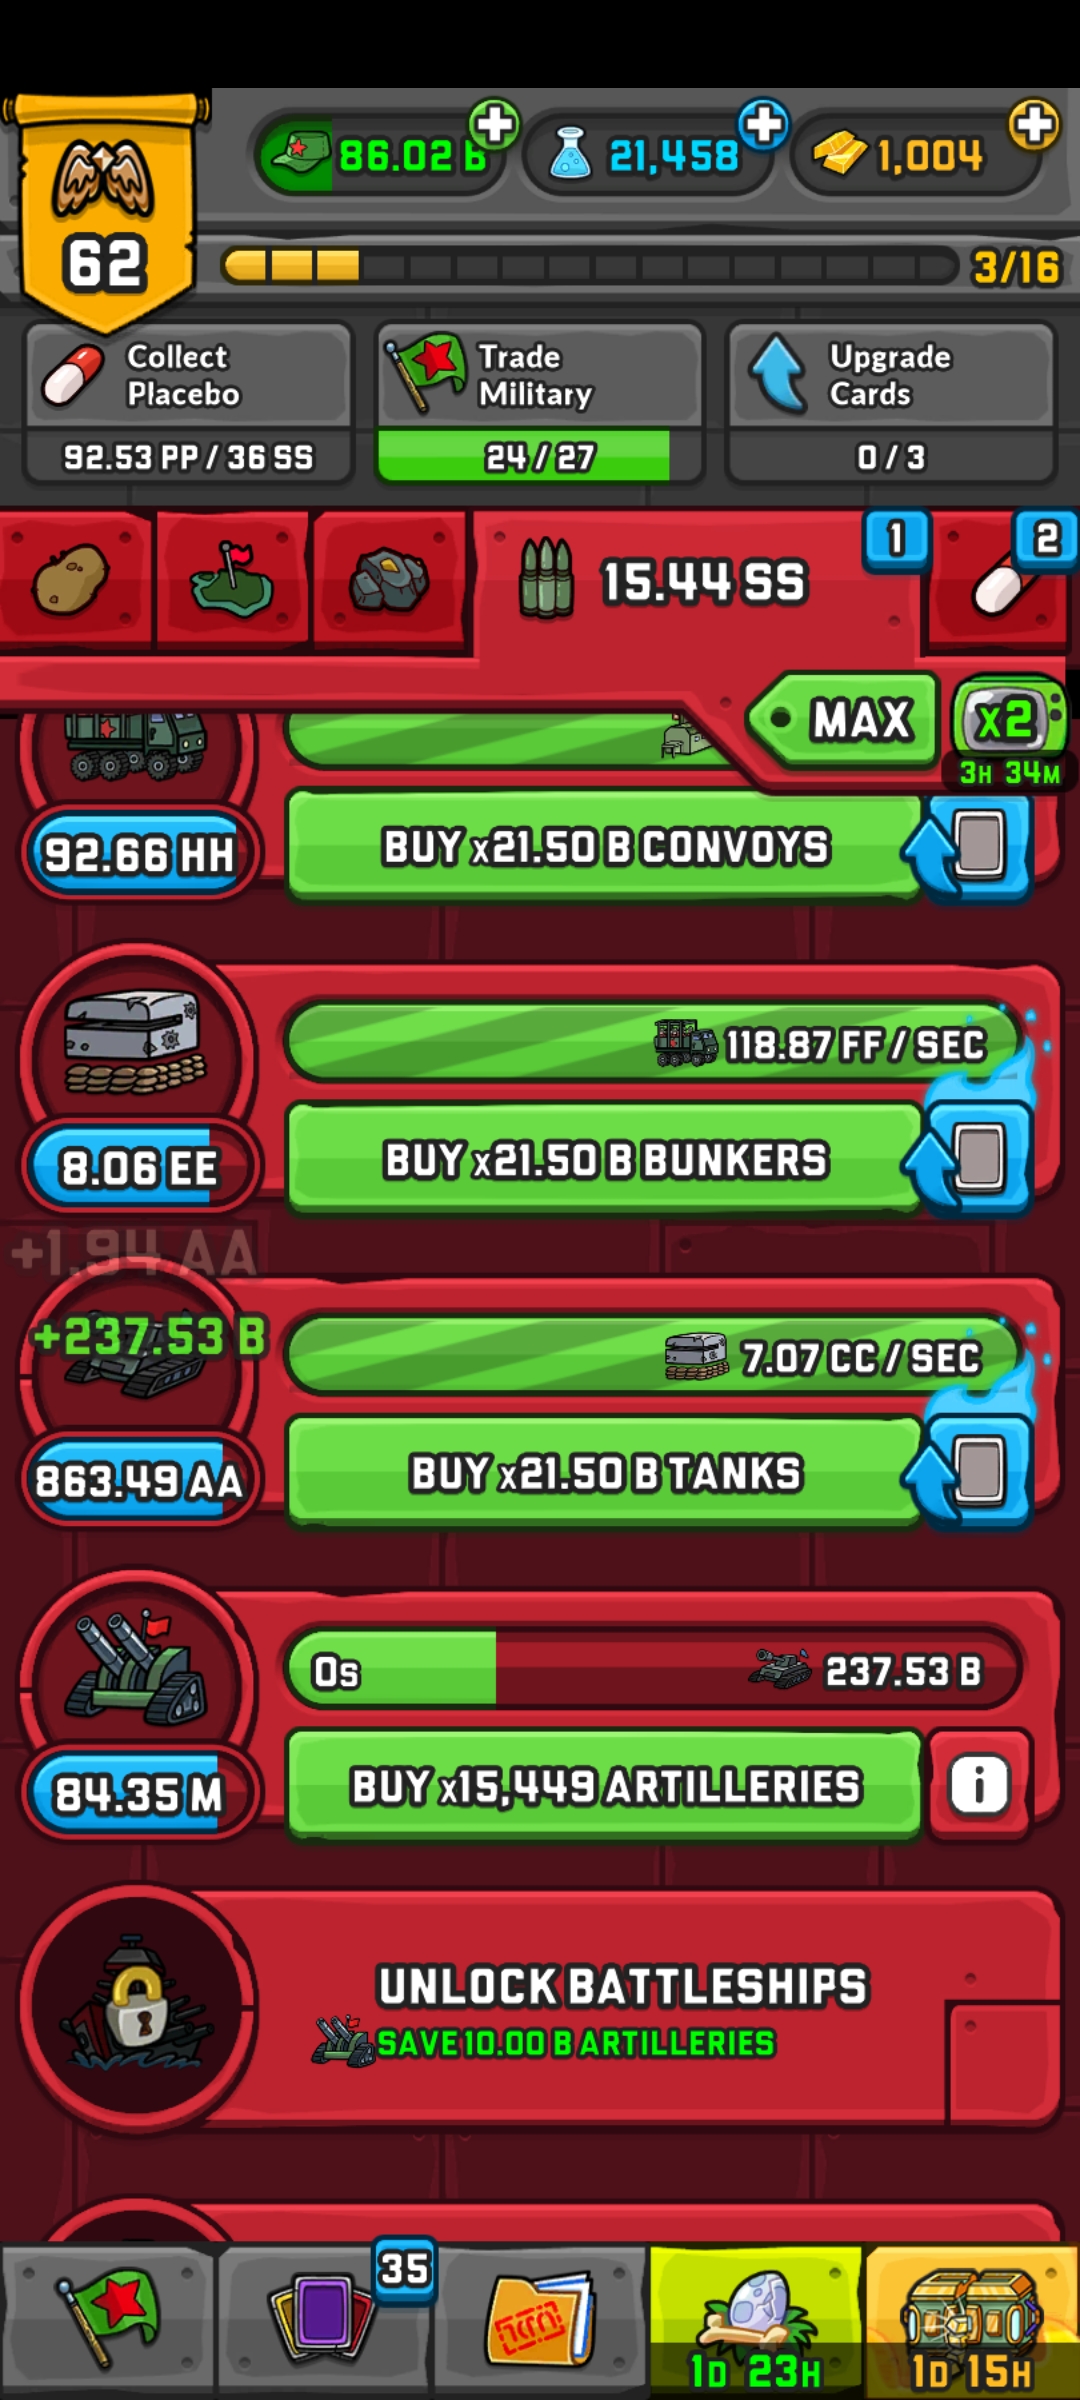 86.02 B
21,458
1,004
62
3/16
Collect
Placebo
92.53 PP / 36 SS
Trade
Military
24 / 27
Upgrade
Cards
0 / 3
15.44 SS
1
2
MAX
x2
3H 34M
92.66 HH
BUY x21.50 B CONVOYS
118.87 FF / SEC
8.06 EE
BUY x21.50 B BUNKERS
+1.94 AA
+237.53 B
7.07 CC / SEC
863.49 AA
BUY x21.50 B TANKS
0s
237.53 B
84.35 M
BUY x15,449 ARTILLERIES
i
UNLOCK BATTLESHIPS
SAVE 10.00 B ARTILLERIES
35
1D 23H
1D 15H